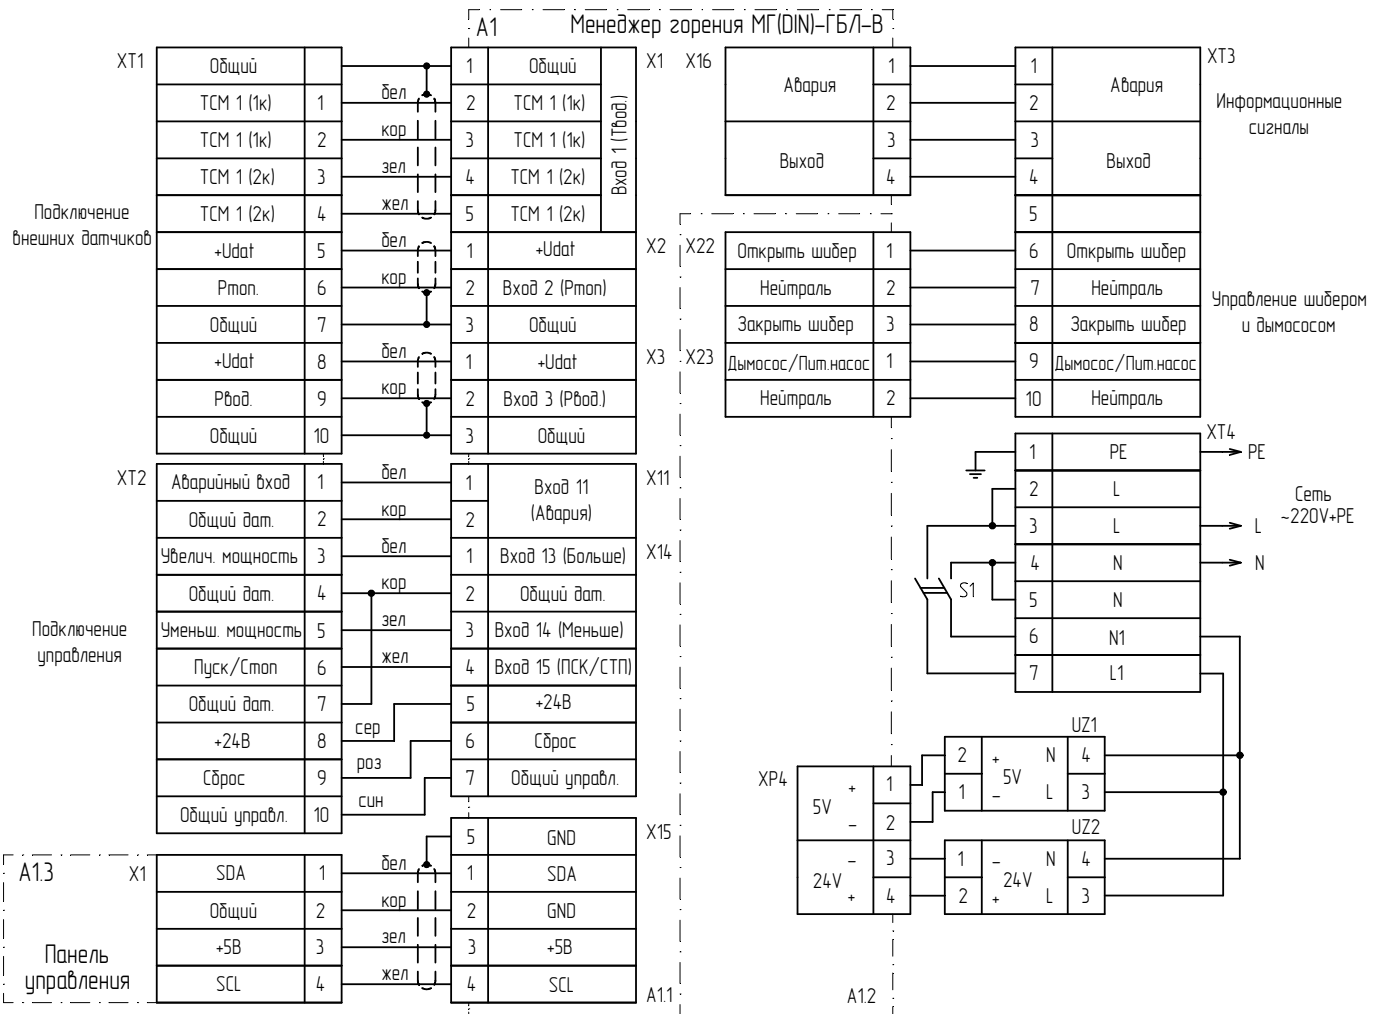 А1
Менеджер горения МГ(DIN)-ГБЛ-В
XT1
Общий
1
Общий
X1
ТСМ 1 (1к)
1
бел
2
ТСМ 1 (1к)
ТСМ 1 (1к)
2
кор
3
ТСМ 1 (1к)
ТСМ 1 (2к)
3
зел
4
ТСМ 1 (2к)
ТСМ 1 (2к)
4
жел
5
ТСМ 1 (2к)
Вход 1 (Твод.)
Подключение
внешних датчиков
+Udat
5
бел
1
+Udat
X2
Pтоп.
6
кор
2
Вход 2 (Ртоп)
Общий
7
3
Общий
+Udat
8
бел
1
+Udat
X3
Рвод.
9
кор
2
Вход 3 (Рвод.)
Общий
10
3
Общий
XT2
Аварийный вход
1
бел
1
Вход 11
(Авария)
X11
Общий дат.
2
кор
2
Увелич. мощность
3
бел
1
Вход 13 (Больше)
X14
Общий дат.
4
кор
2
Общий дат.
Подключение
управления
Уменьш. мощность
5
зел
3
Вход 14 (Меньше)
Пуск/Стоп
6
жел
4
Вход 15 (ПСК/СТП)
Общий дат.
7
5
+24В
+24В
8
сер
6
Сброс
Сброс
9
роз
7
Общий управл.
Общий управл.
10
син
5
GND
X15
А1.3
X1
SDA
1
бел
1
SDA
Общий
2
кор
2
GND
Панель
управления
+5В
3
зел
3
+5В
SCL
4
жел
4
SCL
А1.1
X16
Авария
1
2
1
2
Авария
XT3
Информационные
сигналы
Выход
3
4
3
4
Выход
5
X22
Открыть шибер
1
6
Открыть шибер
Нейтраль
2
7
Нейтраль
Управление шибером
и дымососом
Закрыть шибер
3
8
Закрыть шибер
X23
Дымосос/Пит.насос
1
9
Дымосос/Пит.насос
Нейтраль
2
10
Нейтраль
XT4
1
PE
PE
2
L
Сеть
~220V+PE
3
L
L
4
N
N
S1
5
N
6
N1
7
L1
UZ1
2
+
N
4
5V
1
–
L
3
XP4
+
1
5V
–
2
–
3
24V
+
4
UZ2
1
–
N
4
24V
2
+
L
3
А1.2